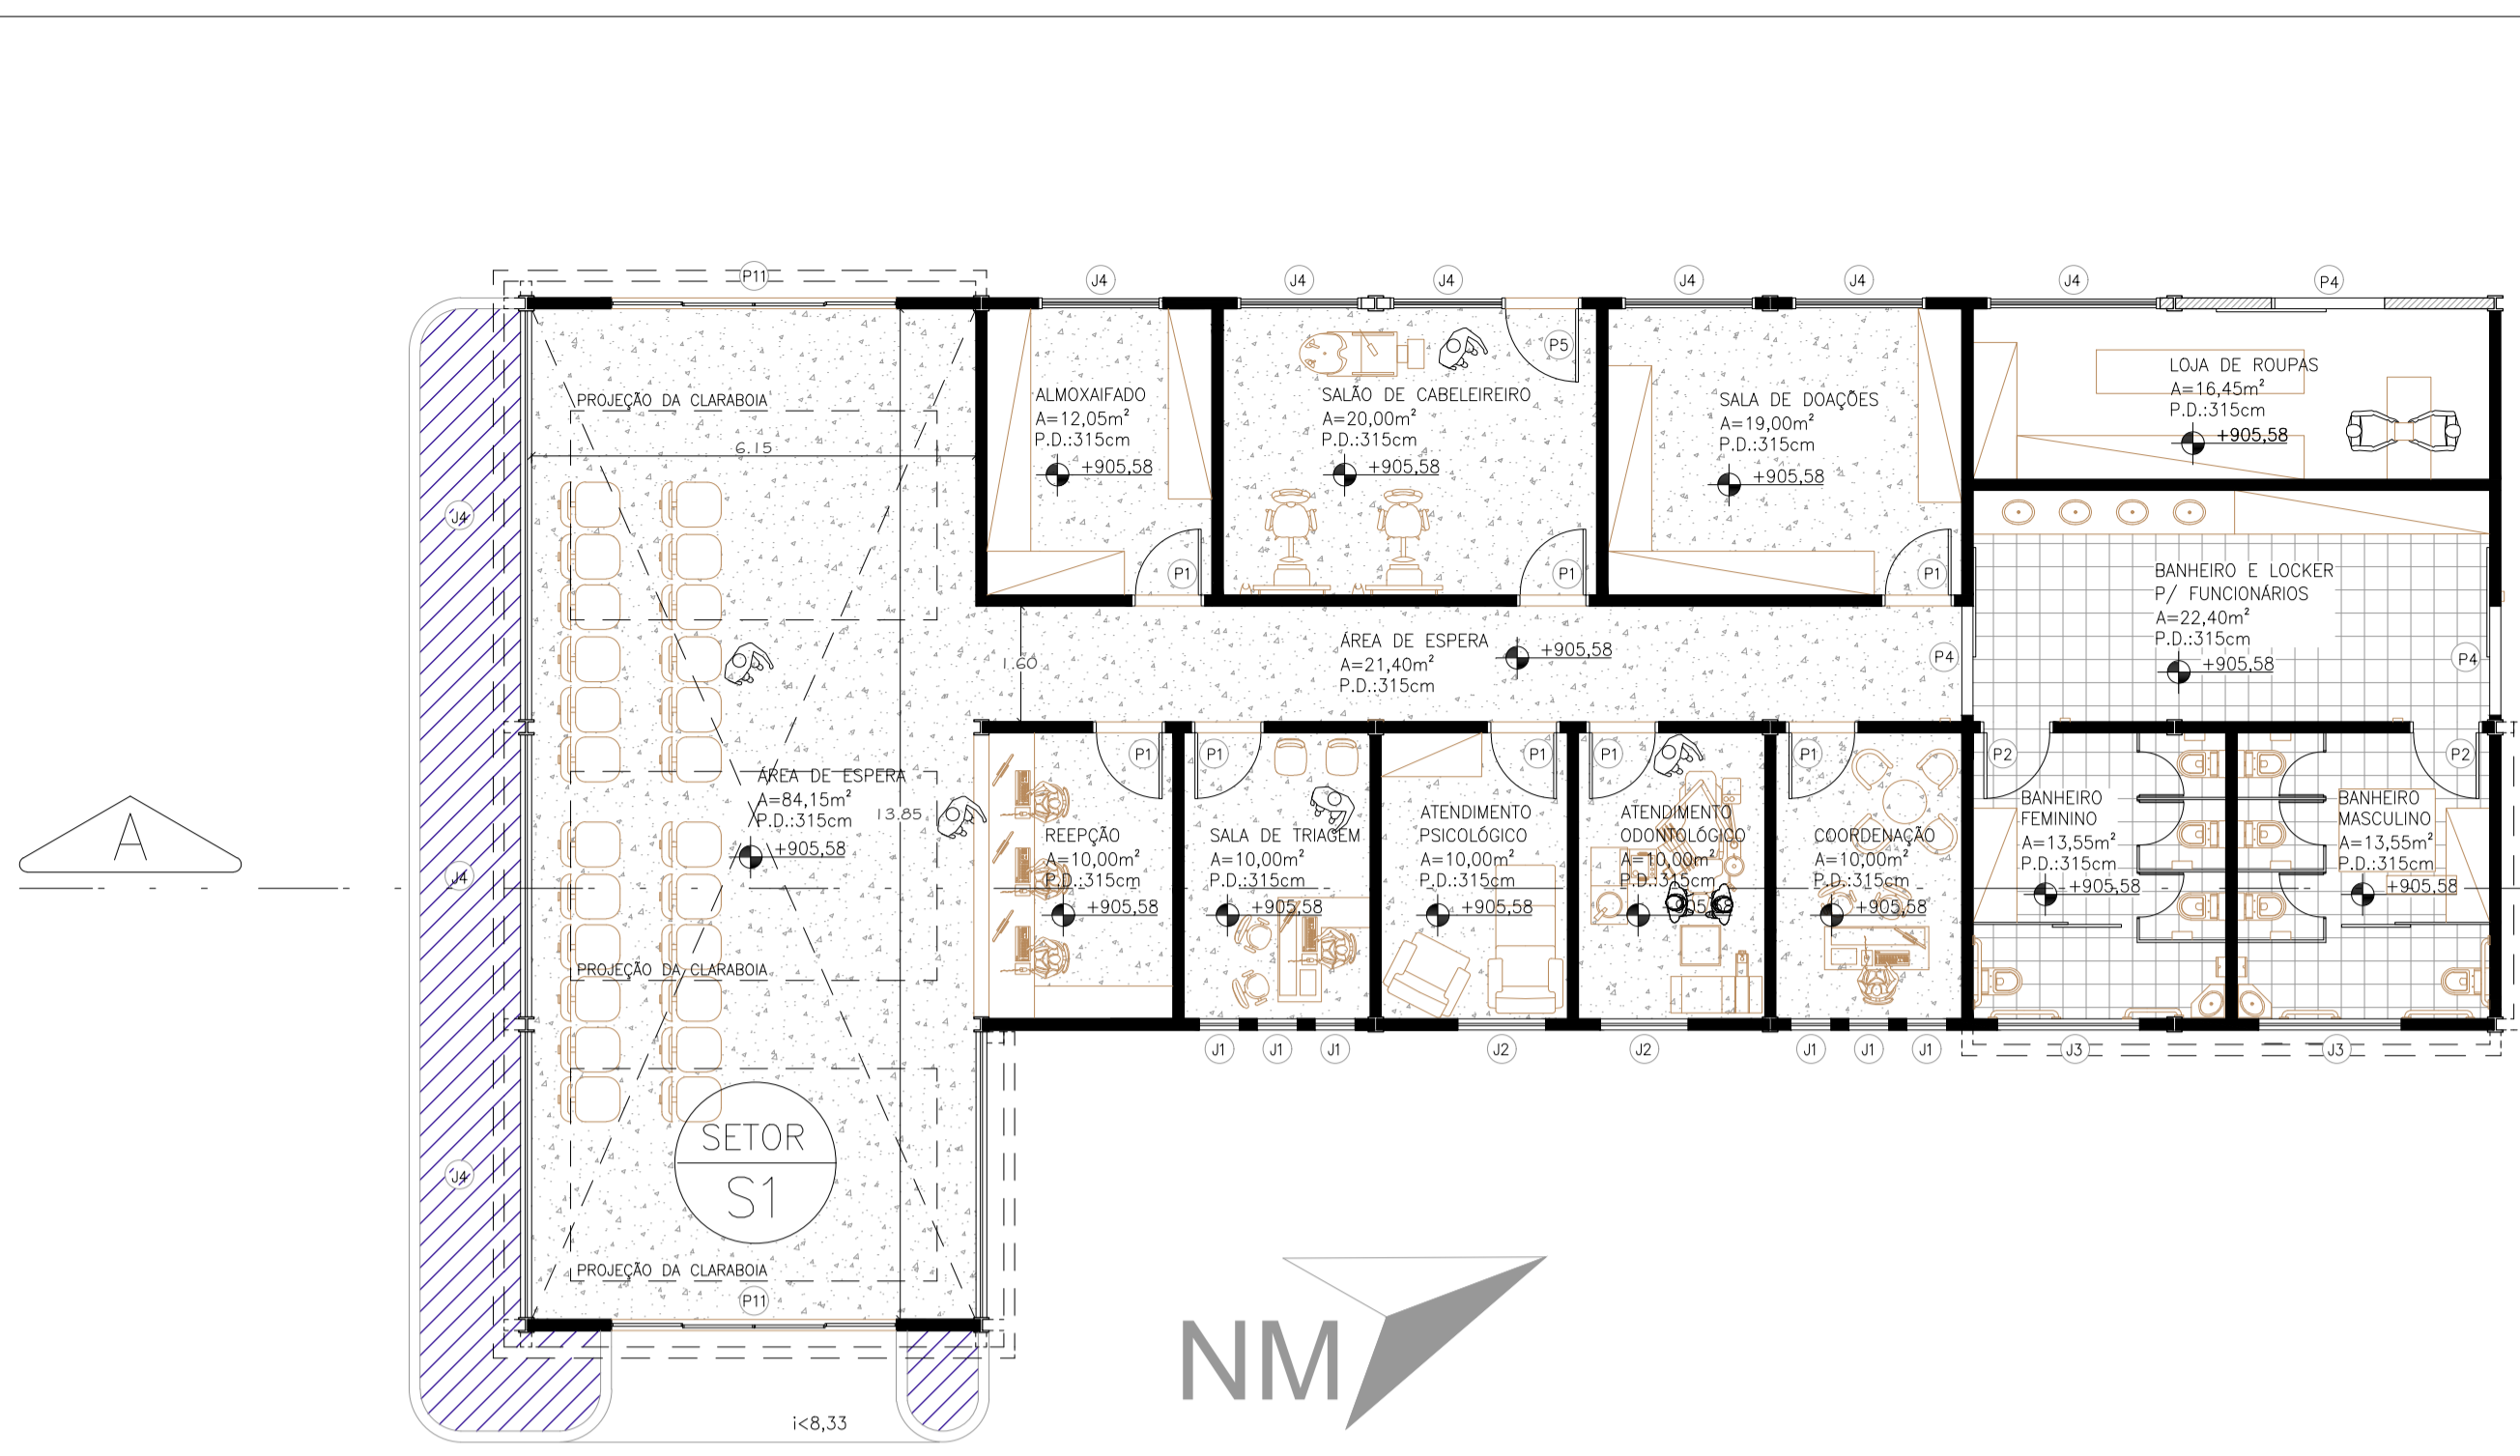 P11
J4
J4
J4
J4
J4
J4
P4
PROJEÇÃO DA CLARABOIA
6.15
J4
ALMOXAIFADO
A=12,05m²
P.D.:315cm
+905,58
P1
SALÃO DE CABELEIREIRO
A=20,00m²
P.D.:315cm
+905,58
P5
P1
SALA DE DOAÇÕES
A=19,00m²
P.D.:315cm
+905,58
P1
LOJA DE ROUPAS
A=16,45m²
P.D.:315cm
+905,58
BANHEIRO E LOCKER
P/ FUNCIONÁRIOS
A=22,40m²
P.D.:315cm
+905,58
P4
P4
1.60
ÁREA DE ESPERA
A=21,40m²
P.D.:315cm
+905,58
A
J4
ÁREA DE ESPERA
A=84,15m²
P.D.:315cm
+905,58
13.85
P1
REEPÇÃO
A=10,00m²
P.D.:315cm
+905,58
P1
SALA DE TRIAGEM
A=10,00m²
P.D.:315cm
+905,58
P1
ATENDIMENTO
PSICOLÓGICO
A=10,00m²
P.D.:315cm
+905,58
P1
ATENDIMENTO
ODONTOLÓGICO
A=10,00m²
P.D.:315cm
+905,58
P1
COORDENAÇÃO
A=10,00m²
P.D.:315cm
+905,58
P2
BANHEIRO
FEMININO
A=13,55m²
P.D.:315cm
+905,58
P2
BANHEIRO
MASCULINO
A=13,55m²
P.D.:315cm
+905,58
PROJEÇÃO DA CLARABOIA
J1
J1
J1
J2
J2
J1
J1
J1
J3
J3
J4
SETOR
S1
PROJEÇÃO DA CLARABOIA
P11
NM
i<8,33